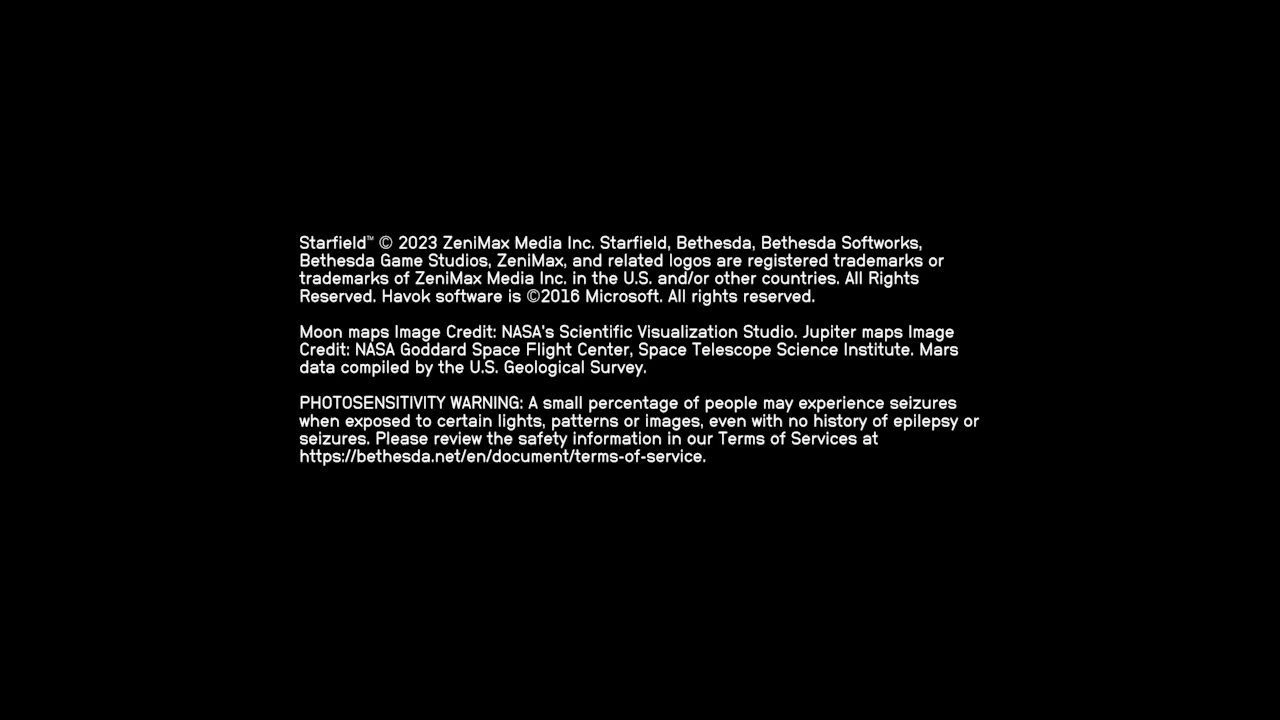 Starfield™ © 2023 ZeniMax Media Inc. Starfield, Bethesda, Bethesda Softworks,
Bethesda Game Studios, ZeniMax, and related logos are registered trademarks or
trademarks of ZeniMax Media Inc. in the U.S. and/or other countries. All Rights
Reserved. Havok software is ©2016 Microsoft. All rights reserved.
Moon maps Image Credit: NASA's Scientific Visualization Studio. Jupiter maps Image
Credit: NASA Goddard Space Flight Center, Space Telescope Science Institute. Mars
data compiled by the U.S. Geological Survey.
PHOTOSENSITIVITY WARNING: A small percentage of people may experience seizures
when exposed to certain lights, patterns or images, even with no history of epilepsy or
seizures. Please review the safety information in our Terms of Services at
https://bethesda.net/en/document/terms-of-service.